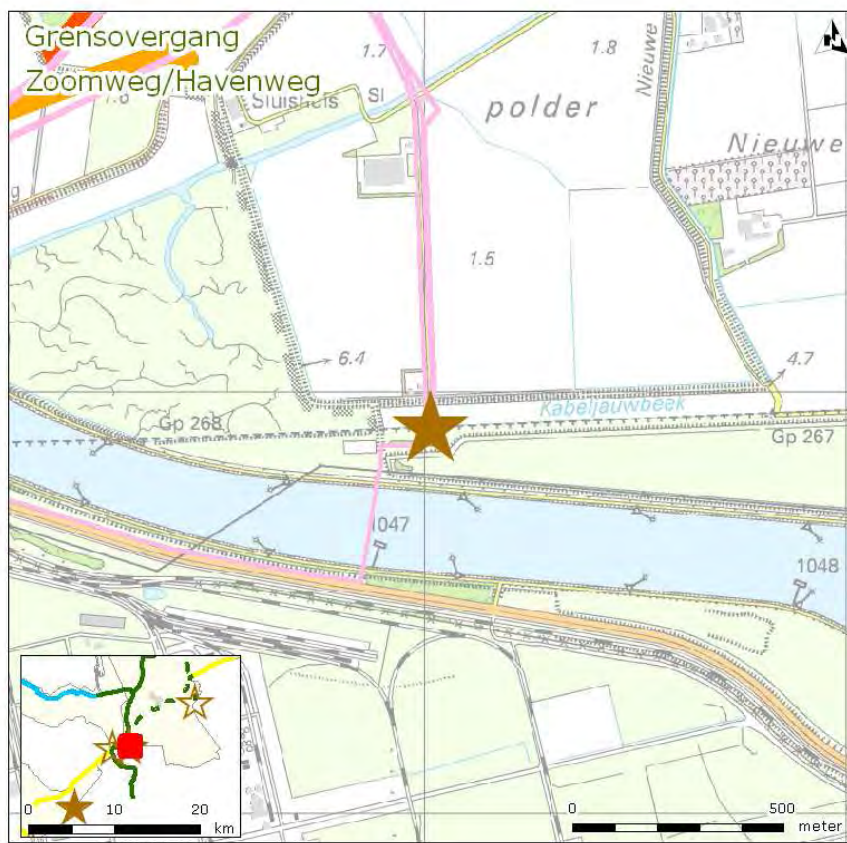 Grensovergang
Zoomweg/Havenweg
1.7
1.8
Nieuwe
1.6
Sluishuis
Sl
polder
Nieuwe
1.5
6.4
4.7
Kabeljauwbeek
Gp 268
Gp 267
1047
1048
0 10 20
km
0 500
meter